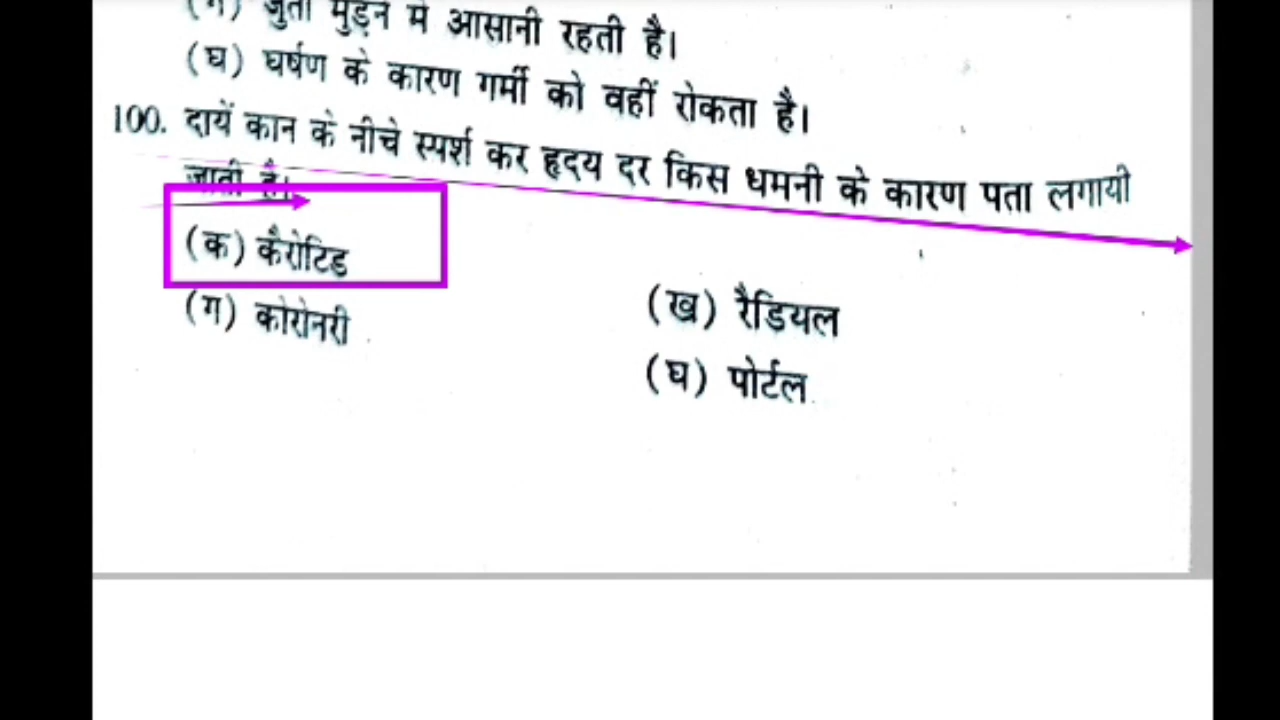 (ग) जुता मुड़ने में आसानी रहती है।
(घ) घर्षण के कारण गर्मी को वहीं रोकता है।
100. दायें कान के नीचे स्पर्श कर हृदय दर किस धमनी के कारण पता लगायी
जाती है।
(क) कैरोटिड
(ख) रैडियल
(ग) कोरोनरी
(घ) पोर्टल